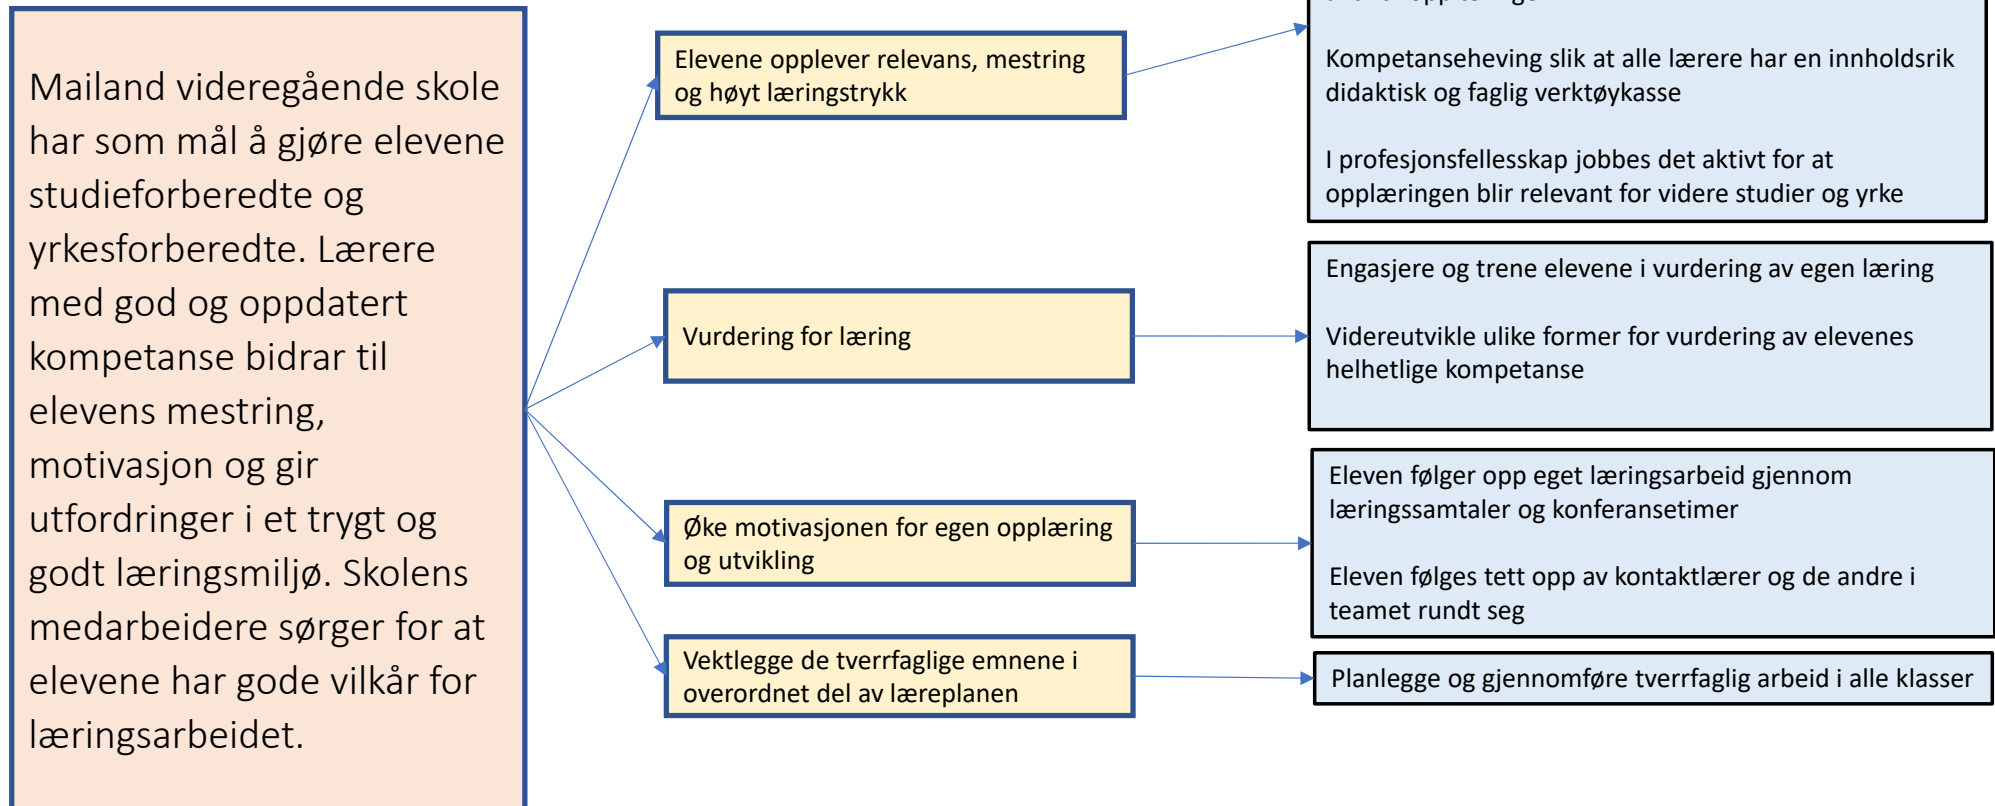 Mailand videregående skole
har som mål å gjøre elevene
studieforberedte og
yrkesforberedte. Lærere
med god og oppdatert
kompetanse bidrar til
elevens mestring,
motivasjon og gir
utfordringer i et trygt og
godt læringsmiljø. Skolens
medarbeidere sørger for at
elevene har gode vilkår for
læringsarbeidet.
Elevene opplever relevans, mestring
og høyt læringstrykk
Kompetanseheving slik at alle lærere har en innholdsrik
didaktisk og faglig verktøykasse
I profesjonsfellesskap jobbes det aktivt for at
opplæringen blir relevant for videre studier og yrke
Vurdering for læring
Engasjere og trene elevene i vurdering av egen læring
Videreutvikle ulike former for vurdering av elevenes
helhetlige kompetanse
Øke motivasjonen for egen opplæring
og utvikling
Eleven følger opp eget læringsarbeid gjennom
læringssamtaler og konferansetimer
Eleven følges tett opp av kontaktlærer og de andre i
teamet rundt seg
Vektlegge de tverrfaglige emnene i
overordnet del av læreplanen
Planlegge og gjennomføre tverrfaglig arbeid i alle klasser